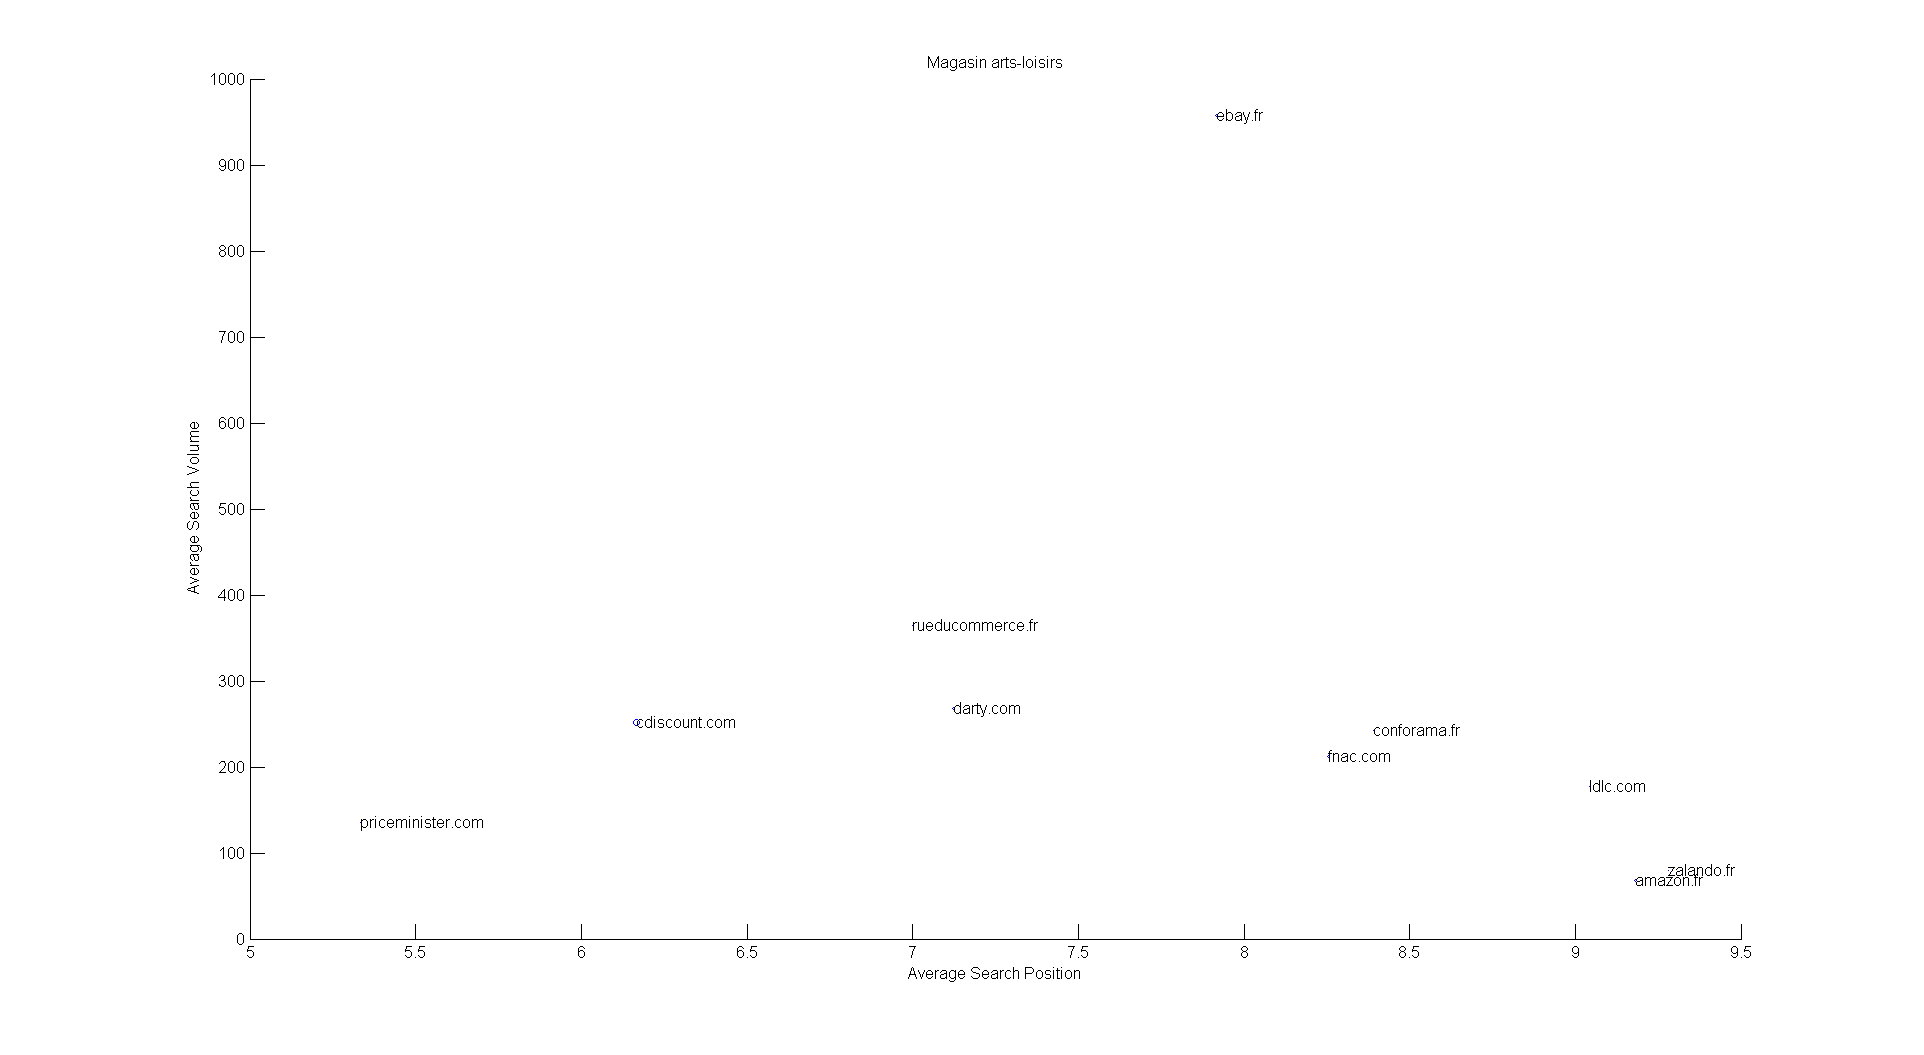 Magasin arts-loisirs
1000
900
800
700
600
500
400
300
200
100
0
Average Search Volume
ebay.fr
rueducommerce.fr
darty.com
cdiscount.com
conforama.fr
fnac.com
ldlc.com
priceminister.com
zalando.fr
amazon.fr
5 5.5 6 6.5 7 7.5 8 8.5 9 9.5
Average Search Position